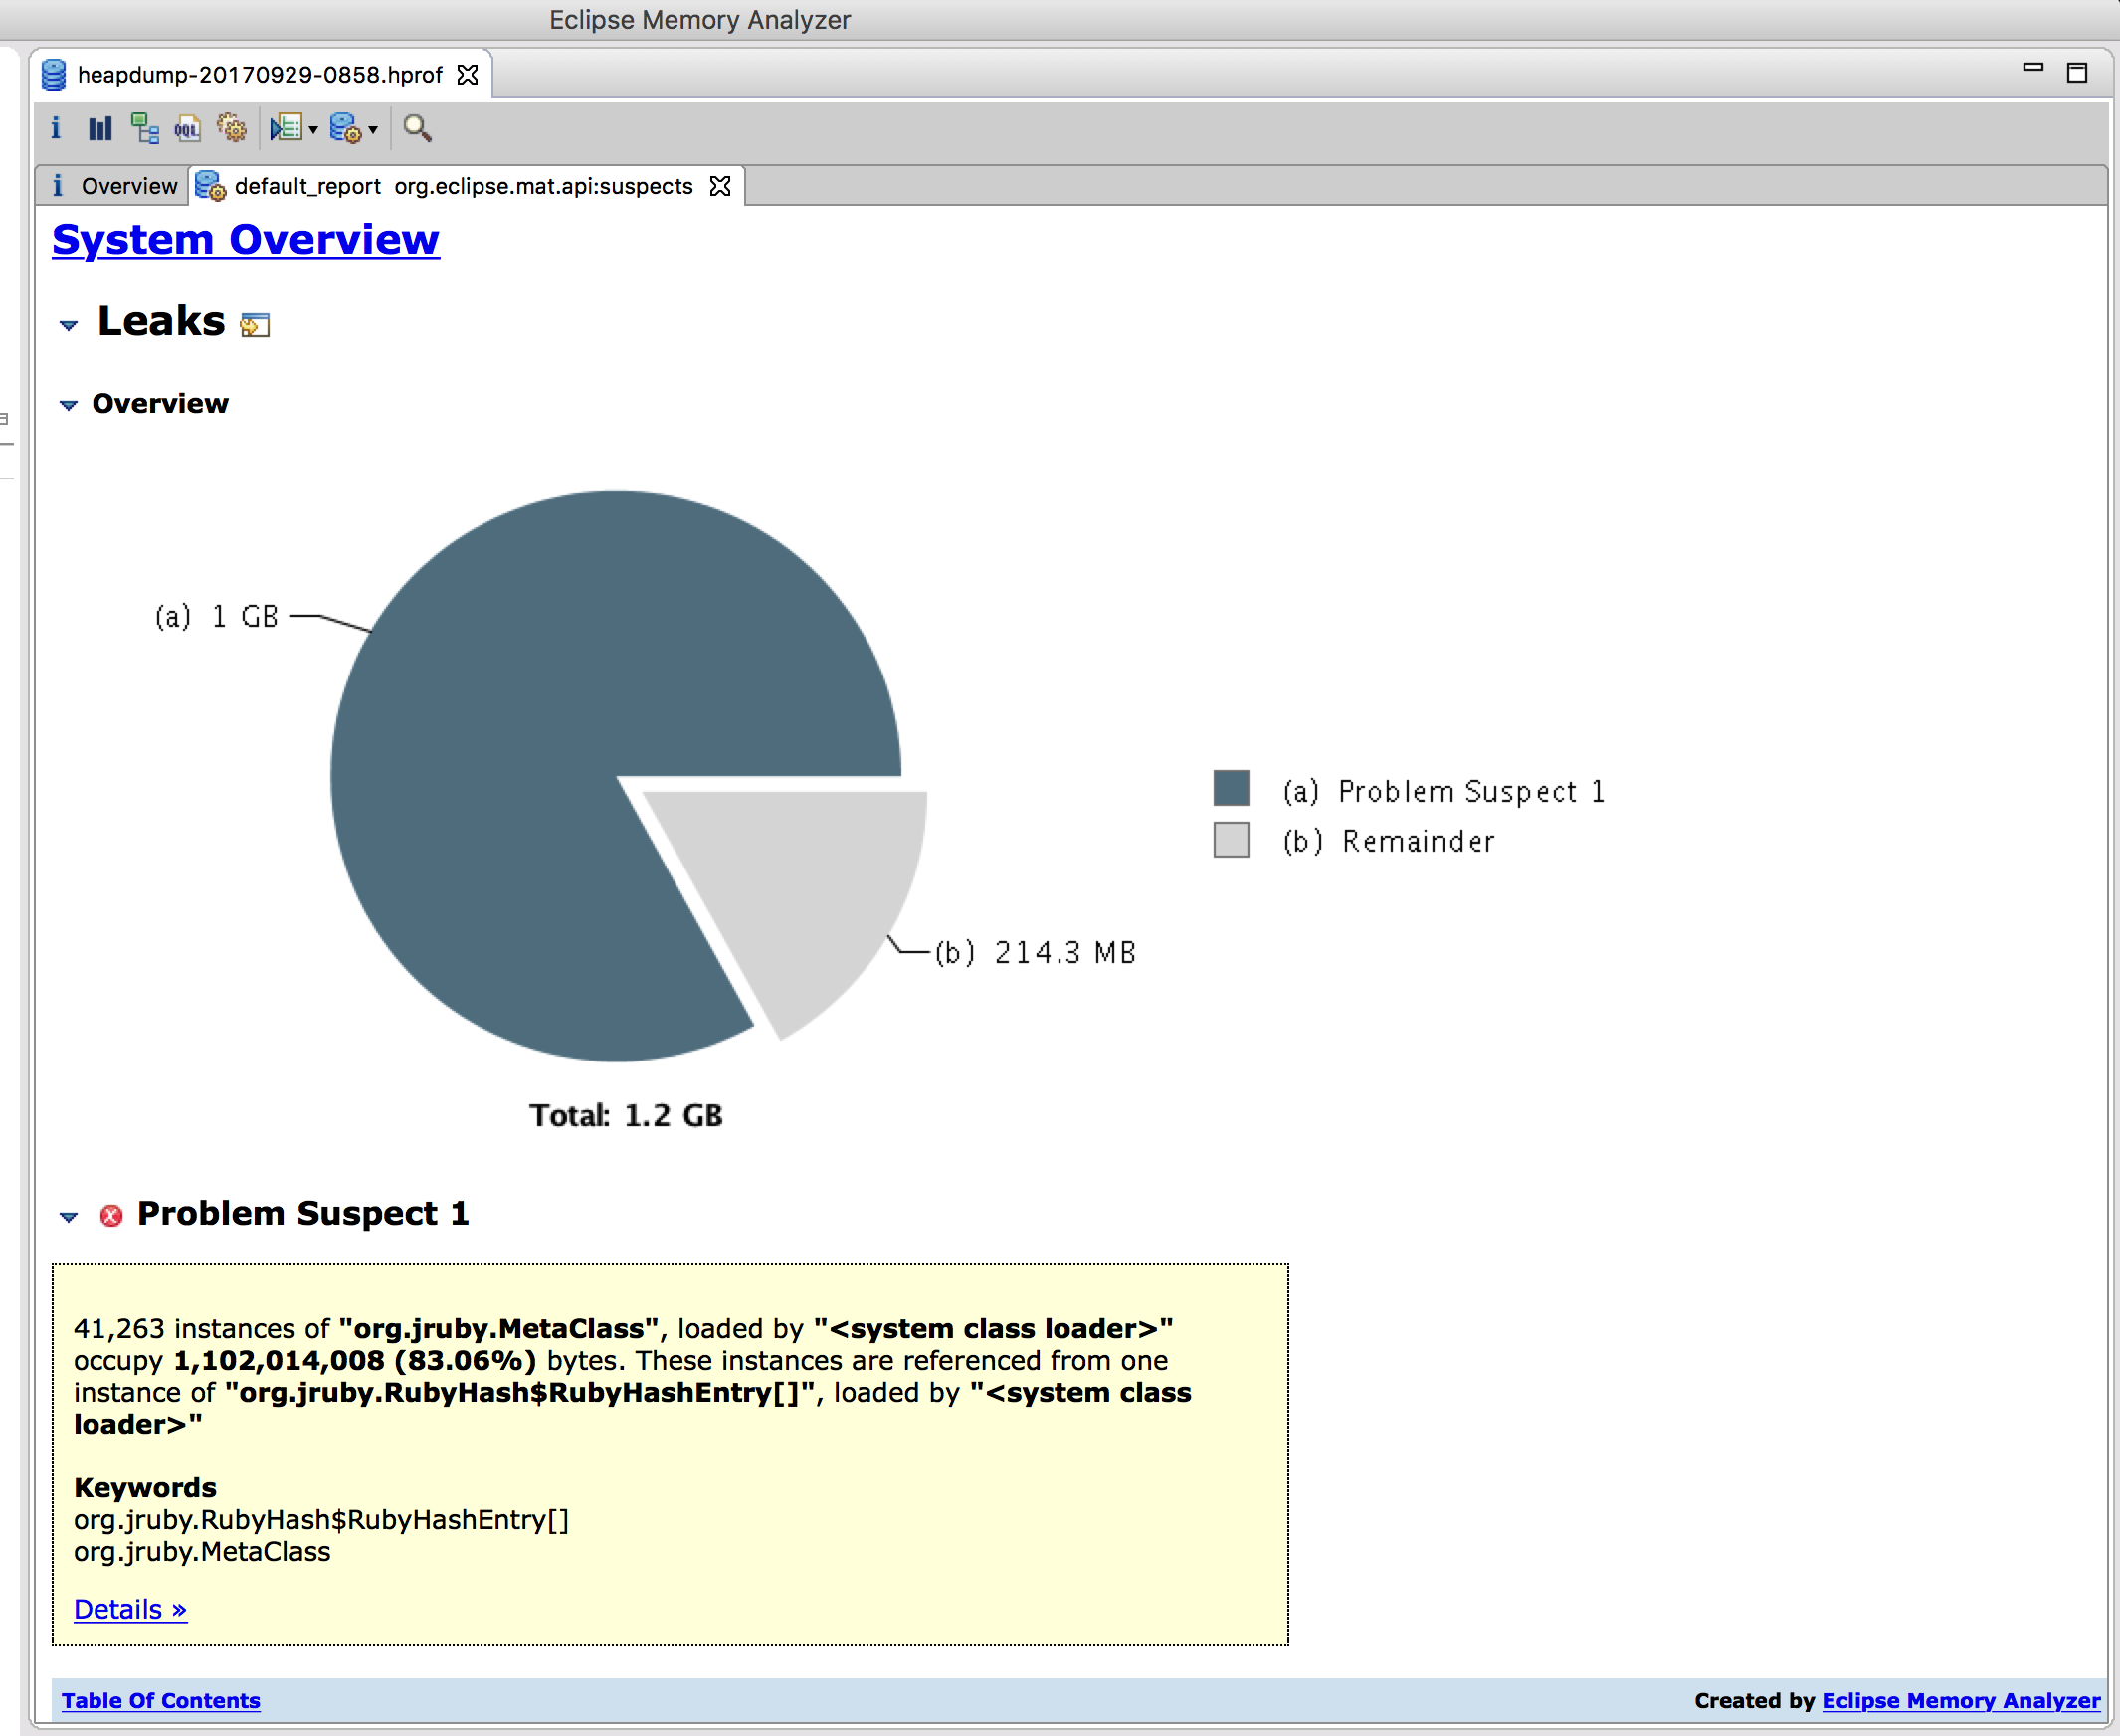 Eclipse Memory Analyzer
heapdump-20170929-0858.hprof
OQL
Overview
default_report org.eclipse.mat.api:suspects
System Overview
Leaks
Overview
(a) 1 GB
(a) Problem Suspect 1
(b) Remainder
(b) 214.3 MB
Total: 1.2 GB
Problem Suspect 1
41,263 instances of "org.jruby.MetaClass", loaded by "<system class loader>"
occupy 1,102,014,008 (83.06%) bytes. These instances are referenced from one
instance of "org.jruby.RubyHash$RubyHashEntry[]", loaded by "<system class
loader>"
Keywords
org.jruby.RubyHash$RubyHashEntry[]
org.jruby.MetaClass
Details »
Table Of Contents
Created by Eclipse Memory Analyzer